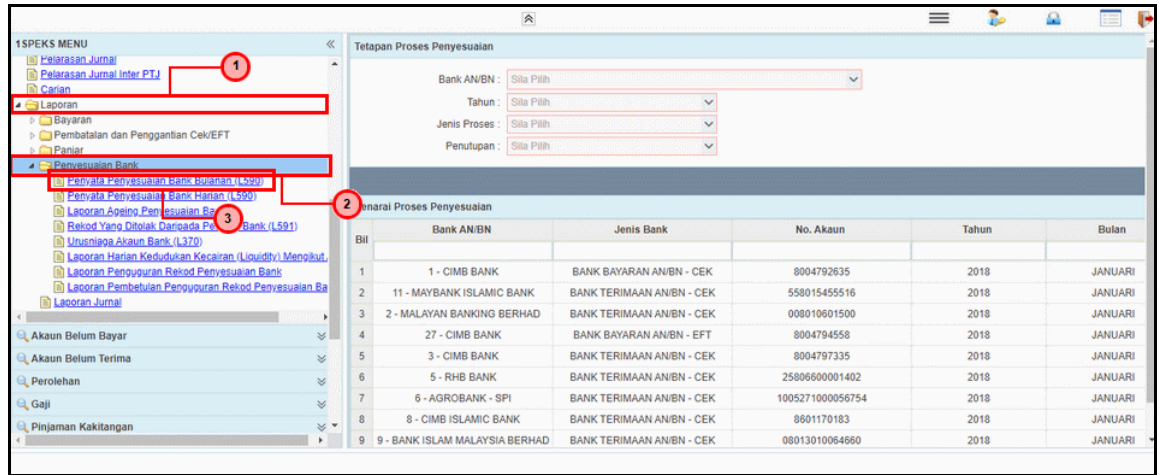 1SPEKS MENU
Pelarasan Jurnal
Pelarasan Jurnal Inter PTJ
Carian
1
Laporan
Bayaran
Pembatalan dan Penggantian Cek/EFT
Panjar
Penyesuaian Bank
Penyata Penyesuaian Bank Bulanan (L590)
Penyata Penyesuaian Bank Harian (L590)
2
Laporan Ageing Penyesuaian Ba
3
Rekod Yang Ditolak Daripada Pe Bank (L591)
Urusniaga Akaun Bank (L370)
Laporan Harian Kedudukan Kecairan (Liquidity) Mengikut
Laporan Penguguran Rekod Penyesuaian Bank
Laporan Pembetulan Penguguran Rekod Penyesuaian Ba
Laporan Jurnal
Akaun Belum Bayar
Akaun Belum Terima
Perolehan
Gaji
Pinjaman Kakitangan
Tetapan Proses Penyesuaian
Bank AN/BN : Sila Pilih
Tahun : Sila Pilih
Jenis Proses : Sila Pilih
Penutupan : Sila Pilih
enarai Proses Penyesuaian
Bil Bank AN/BN Jenis Bank No. Akaun Tahun Bulan
1 1 - CIMB BANK BANK BAYARAN AN/BN - CEK 8004792635 2018 JANUARI
2 11 - MAYBANK ISLAMIC BANK BANK TERIMAAN AN/BN - CEK 558015455516 2018 JANUARI
3 2 - MALAYAN BANKING BERHAD BANK TERIMAAN AN/BN - CEK 008010601500 2018 JANUARI
4 27 - CIMB BANK BANK BAYARAN AN/BN - EFT 8004794558 2018 JANUARI
5 3 - CIMB BANK BANK TERIMAAN AN/BN - CEK 8004797335 2018 JANUARI
6 5 - RHB BANK BANK TERIMAAN AN/BN - CEK 25806600001402 2018 JANUARI
7 6 - AGROBANK - SPI BANK TERIMAAN AN/BN - CEK 1005271000056754 2018 JANUARI
8 8 - CIMB ISLAMIC BANK BANK TERIMAAN AN/BN - CEK 8601170183 2018 JANUARI
9 9 - BANK ISLAM MALAYSIA BERHAD BANK TERIMAAN AN/BN - CEK 08013010064660 2018 JANUARI